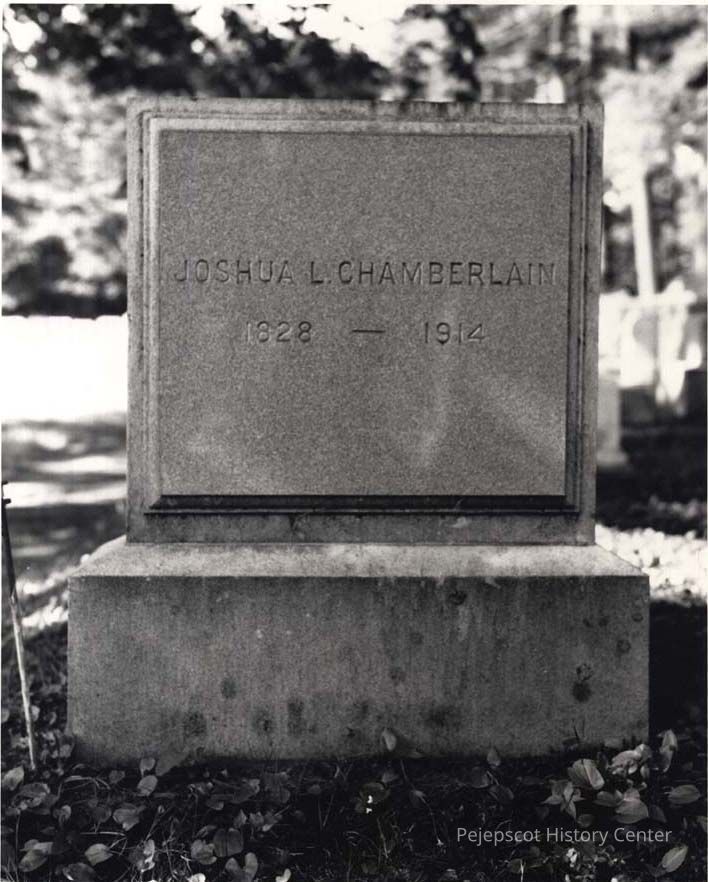 JOSHUA L. CHAMBERLAIN
1828 — 1914
Pejepscot History Center